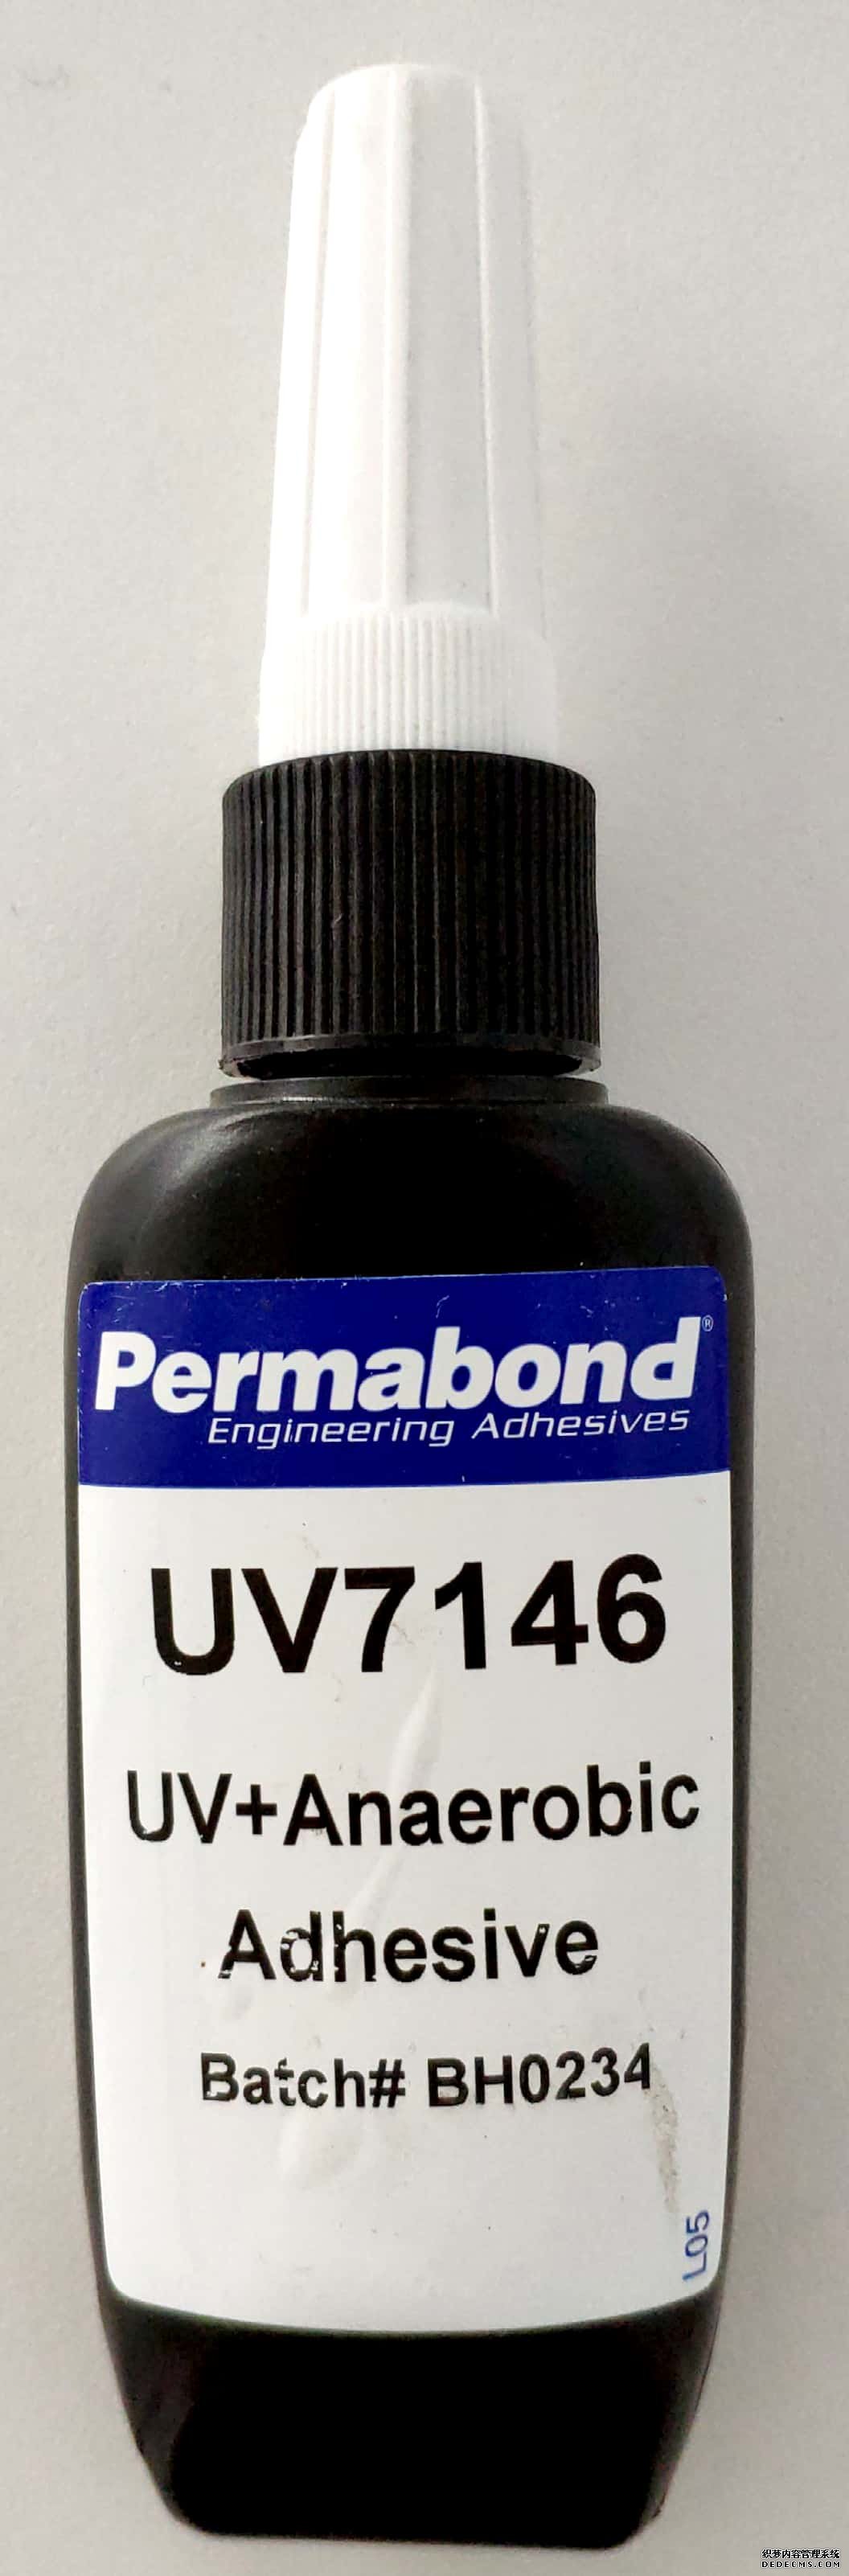 Permabond®
Engineering Adhesives
UV7146
UV+Anaerobic
Adhesive
Batch# BH0234
L05
织梦内容管理系统
DEDECMS.COM